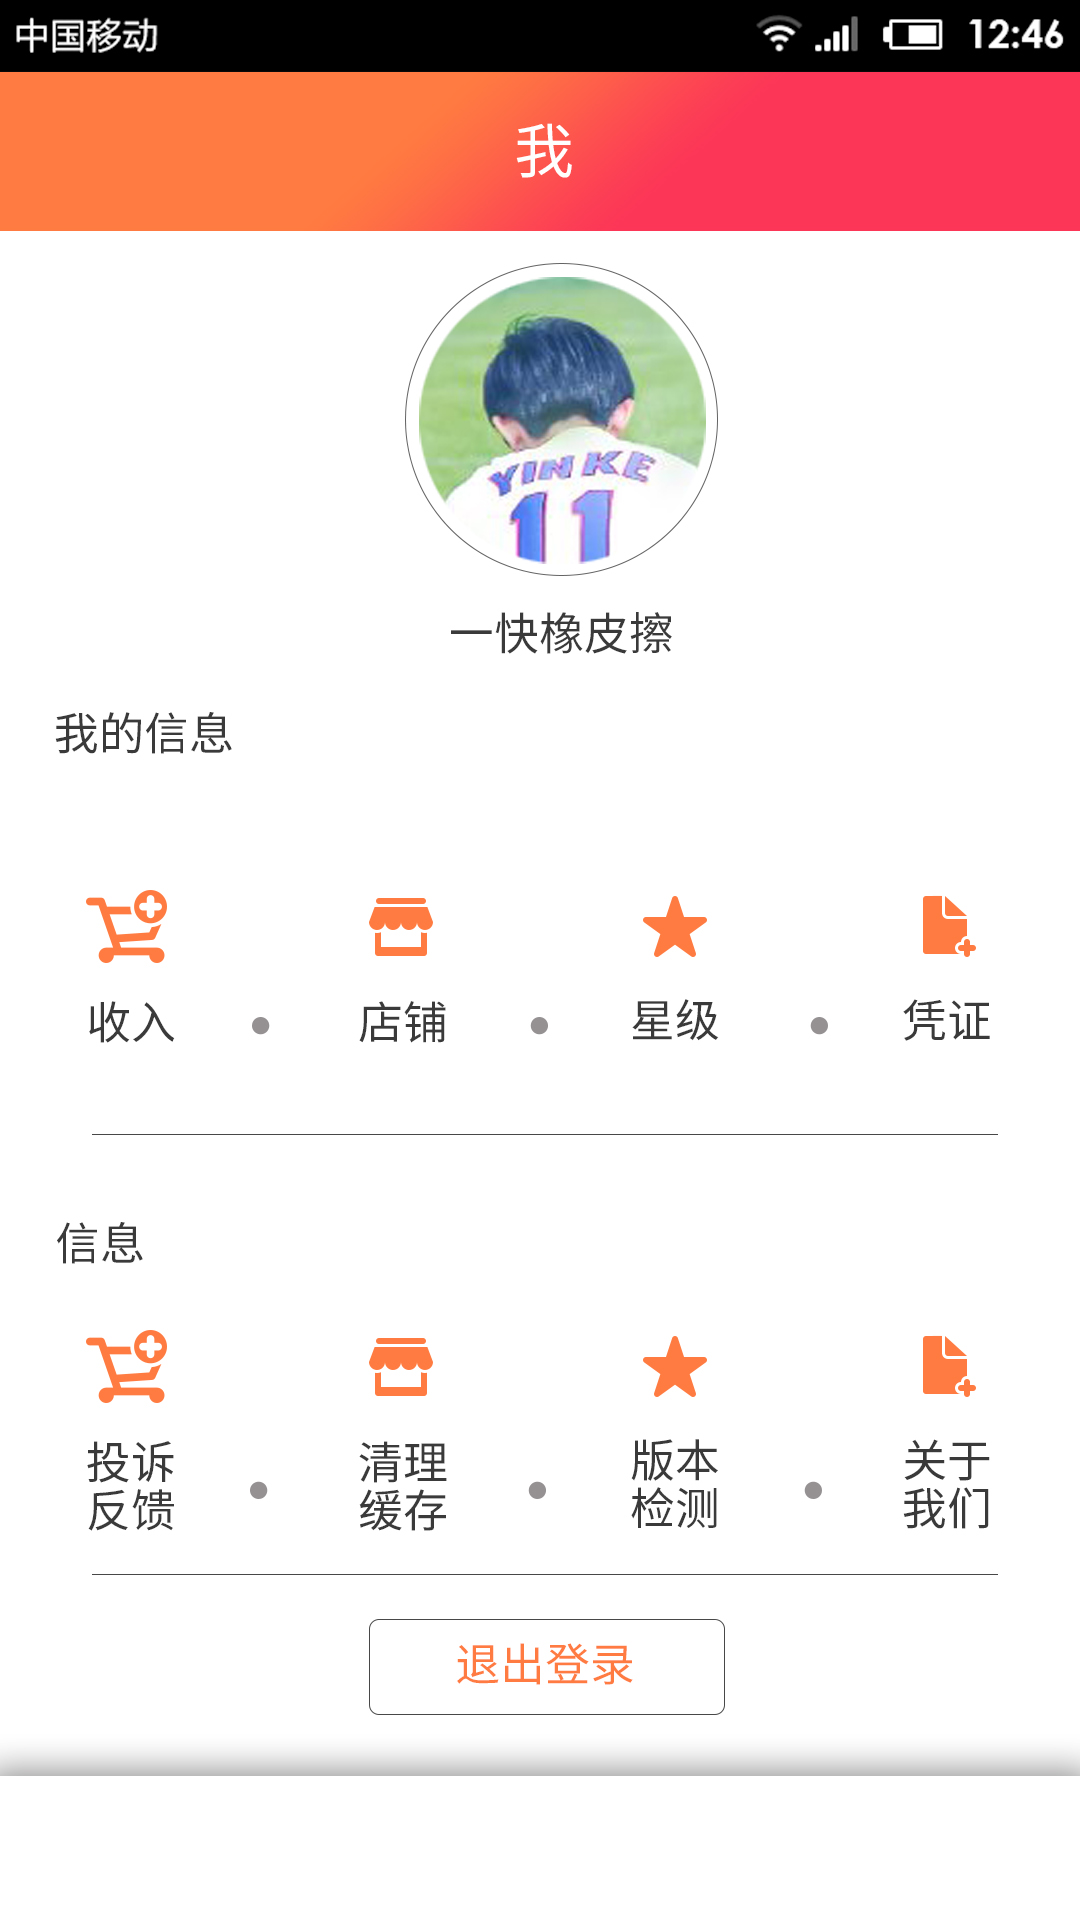 中国移动 12:46
我
YIN KE
11
一快橡皮擦
我的信息
收入 店铺 星级 凭证
信息
投诉 清理 版本 关于
反馈 缓存 检测 我们
退出登录